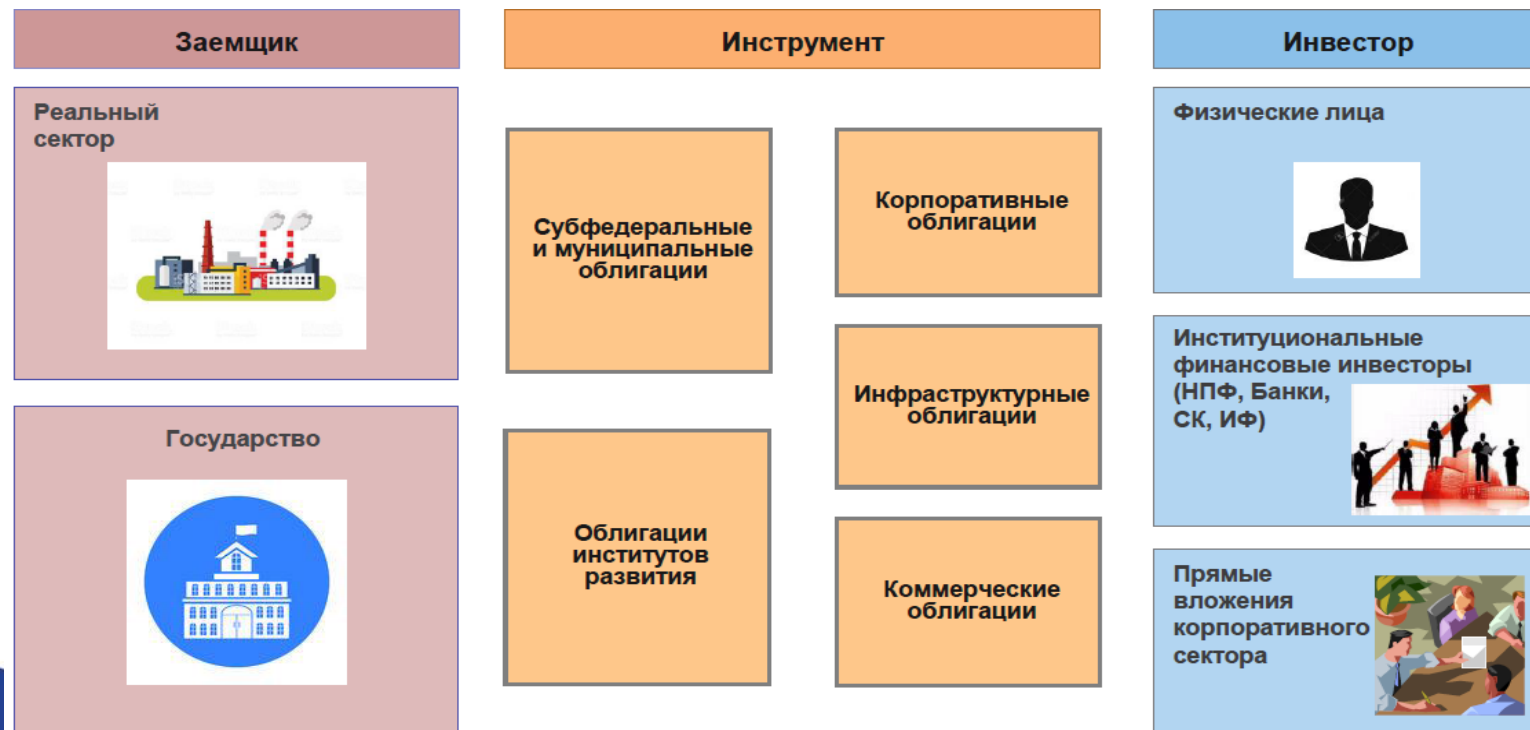 Заемщик
Инструмент
Инвестор
Реальный
сектор
Государство
Субфедеральные
и муниципальные
облигации
Облигации
институтов
развития
Корпоративные
облигации
Инфраструктурные
облигации
Коммерческие
облигации
Физические лица
Институциональные
финансовые инвесторы
(НПФ, Банки,
СК, ИФ)
Прямые
вложения
корпоративного
сектора